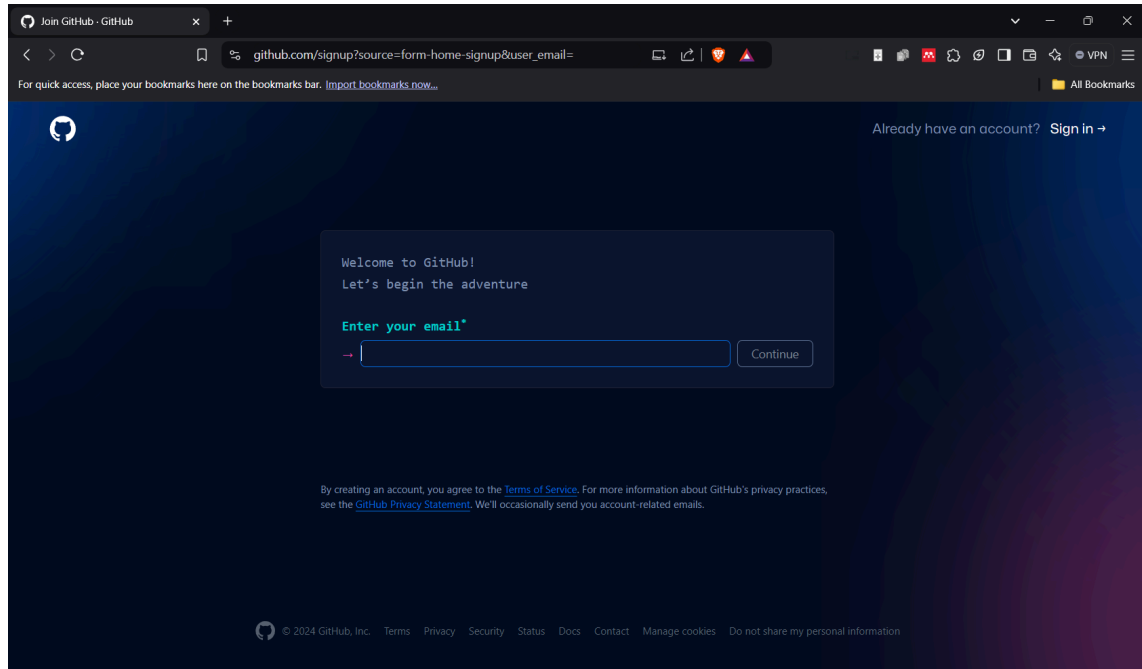 Join GitHub · GitHub
github.com/signup?source=form-home-signup&user_email=
VPN
For quick access, place your bookmarks here on the bookmarks bar. Import bookmarks now...
All Bookmarks
Already have an account? Sign in →
Welcome to GitHub!
Let's begin the adventure
Enter your email*
→
Continue
By creating an account, you agree to the Terms of Service. For more information about GitHub's privacy practices,
see the GitHub Privacy Statement. We'll occasionally send you account-related emails.
© 2024 GitHub, Inc. Terms Privacy Security Status Docs Contact Manage cookies Do not share my personal information